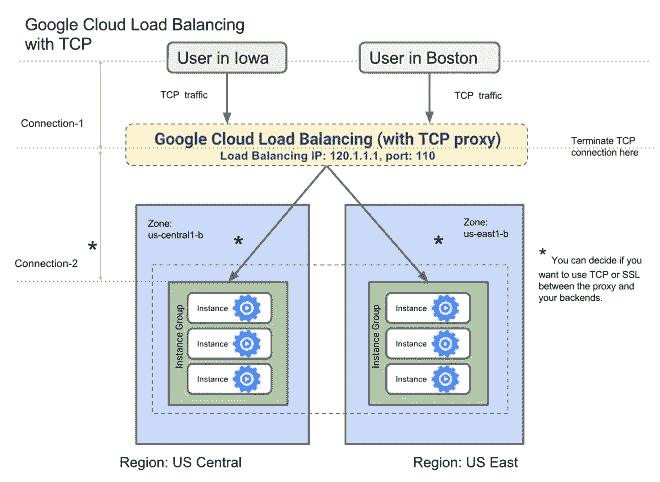 Google Cloud Load Balancing
with TCP
User in Iowa
User in Boston
TCP traffic
TCP traffic
Connection-1
Google Cloud Load Balancing (with TCP proxy)
Load Balancing IP: 120.1.1.1, port: 110
Terminate TCP
connection here
Zone:
us-central1-b
*
Zone:
us-east1-b
*
*
Connection-2
* You can decide if you
want to use TCP or SSL
between the proxy and
your backends.
Instance Group
Instance
Instance
Instance
Instance Group
Instance
Instance
Instance
Region: US Central
Region: US East